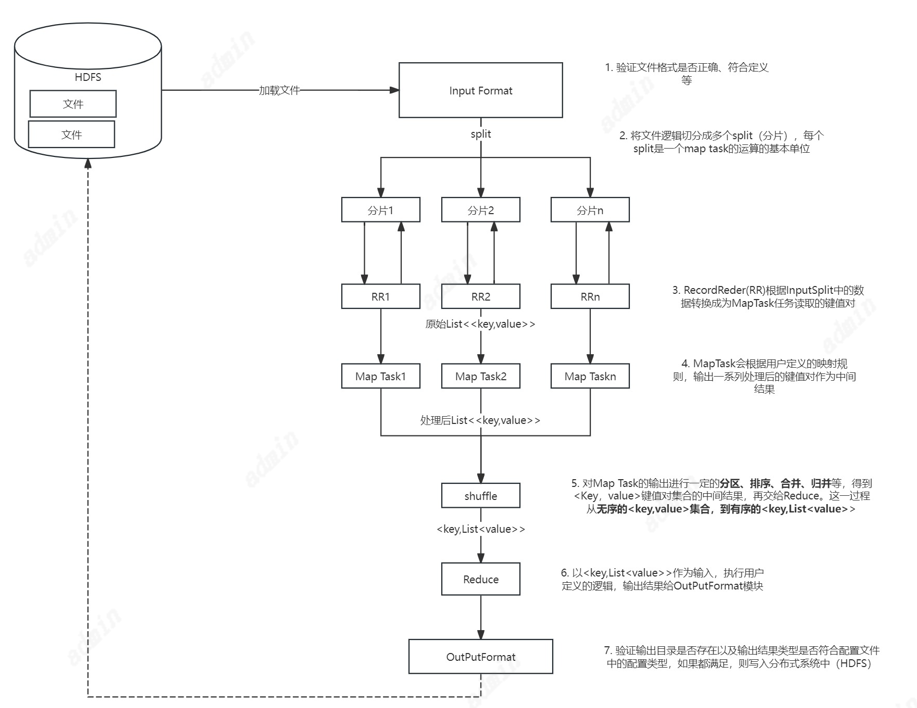 HDFS
文件
文件
加载文件
Input Format
1. 验证文件格式是否正确、符合定义
等
split
2. 将文件逻辑切分成多个split（分片），每个
split是一个map task的运算的基本单位
分片1
分片2
分片n
RR1
RR2
RRn
3. RecordReder(RR)根据InputSplit中的数
据转换成为MapTask任务读取的键值对
原始List<<key,value>>
Map Task1
Map Task2
Map Taskn
4. MapTask会根据用户定义的映射规
则，输出一系列处理后的键值对作为中间
结果
处理后List<<key,value>>
shuffle
5. 对Map Task的输出进行一定的分区、排序、合并、归并等，得到
<Key，value>键值对集合的中间结果，再交给Reduce。这一过程
从无序的<key,value>集合，到有序的<key,List<value>>
<key,List<value>>
Reduce
6. 以<key,List<value>>作为输入，执行用户
定义的逻辑，输出结果给OutPutFormat模块
OutPutFormat
7. 验证输出目录是否存在以及输出结果类型是否符合配置文件
中的配置类型，如果都满足，则写入分布式系统中（HDFS）
admin
admin
admin
admin
admin
admin
admin
admin
admin